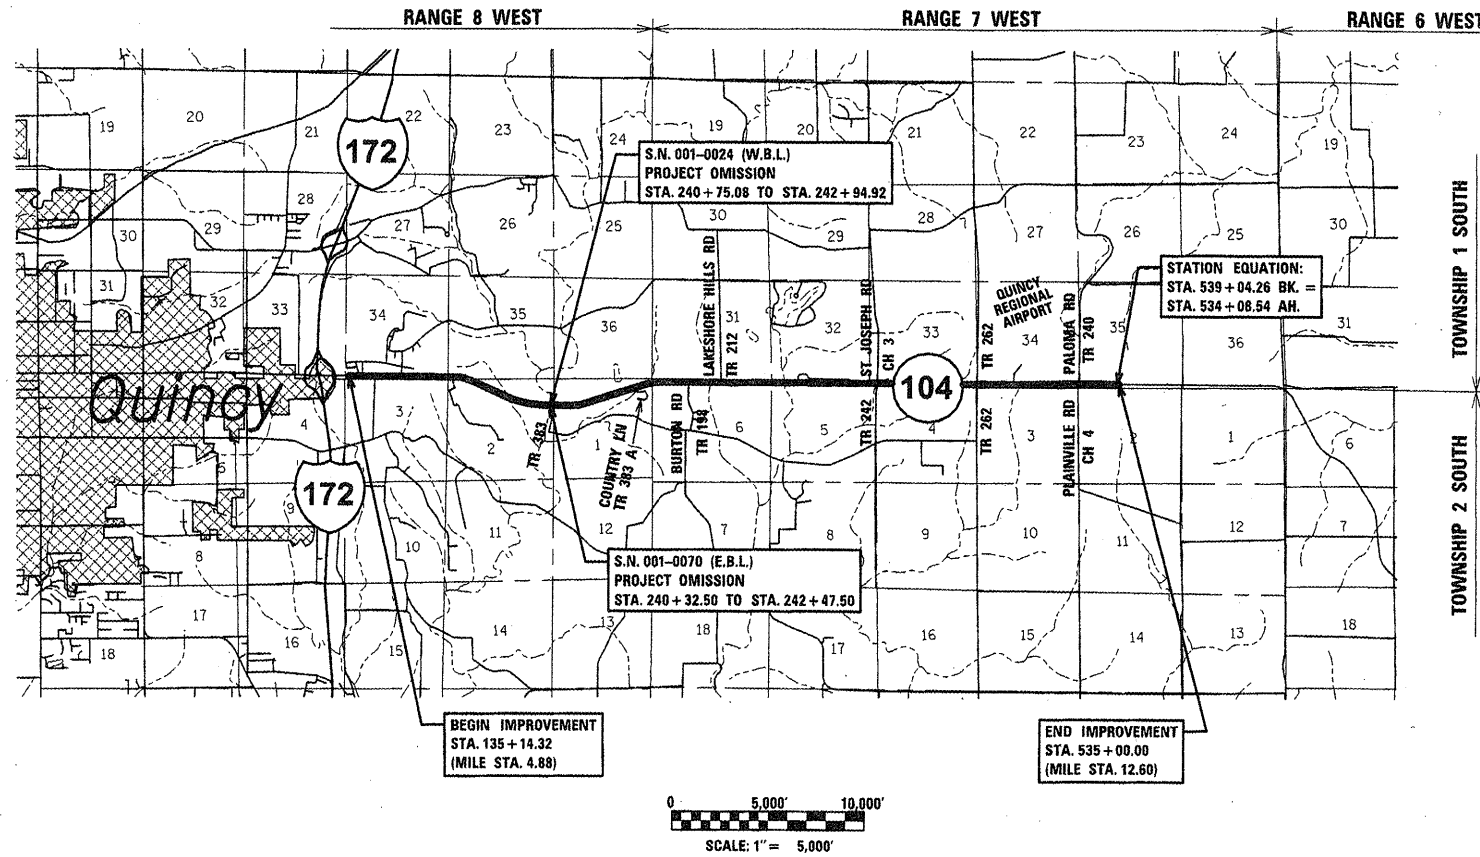 RANGE 8 WEST
RANGE 7 WEST
RANGE 6 WEST
19
20
21
22
23
24
19
20
21
22
23
24
19
172
S.N. 001-0024 (W.B.L.)
PROJECT OMISSION
STA. 240+75.08 TO STA. 242+94.92
30
29
28
27
26
25
30
29
28
27
26
25
30
TOWNSHIP 1 SOUTH
STATION EQUATION:
STA. 539+04.26 BK. =
STA. 534+08.54 AH.
31
32
33
34
35
36
31
32
33
34
35
36
31
LAKESHORE HILLS RD
TR 212
ST JOSEPH RD
CH 3
TR 262
QUINCY
REGIONAL
AIRPORT
PALOMA RD
TR 240
Quincy
104
4
3
2
1
6
5
4
3
2
1
6
TR 383
COUNTRY LN
TR 383 A
BURTON RD
TR 198
TR 242
TR 262
PLAINVILLE RD
CH 4
172
8
9
10
11
12
7
8
9
10
11
12
7
TOWNSHIP 2 SOUTH
S.N. 001-0070 (E.B.L.)
PROJECT OMISSION
STA. 240+32.50 TO STA. 242+47.50
18
17
16
15
14
13
18
17
16
15
14
13
18
BEGIN IMPROVEMENT
STA. 135+14.32
(MILE STA. 4.88)
END IMPROVEMENT
STA. 535+00.00
(MILE STA. 12.60)
0 5,000' 10,000'
SCALE: 1" = 5,000'